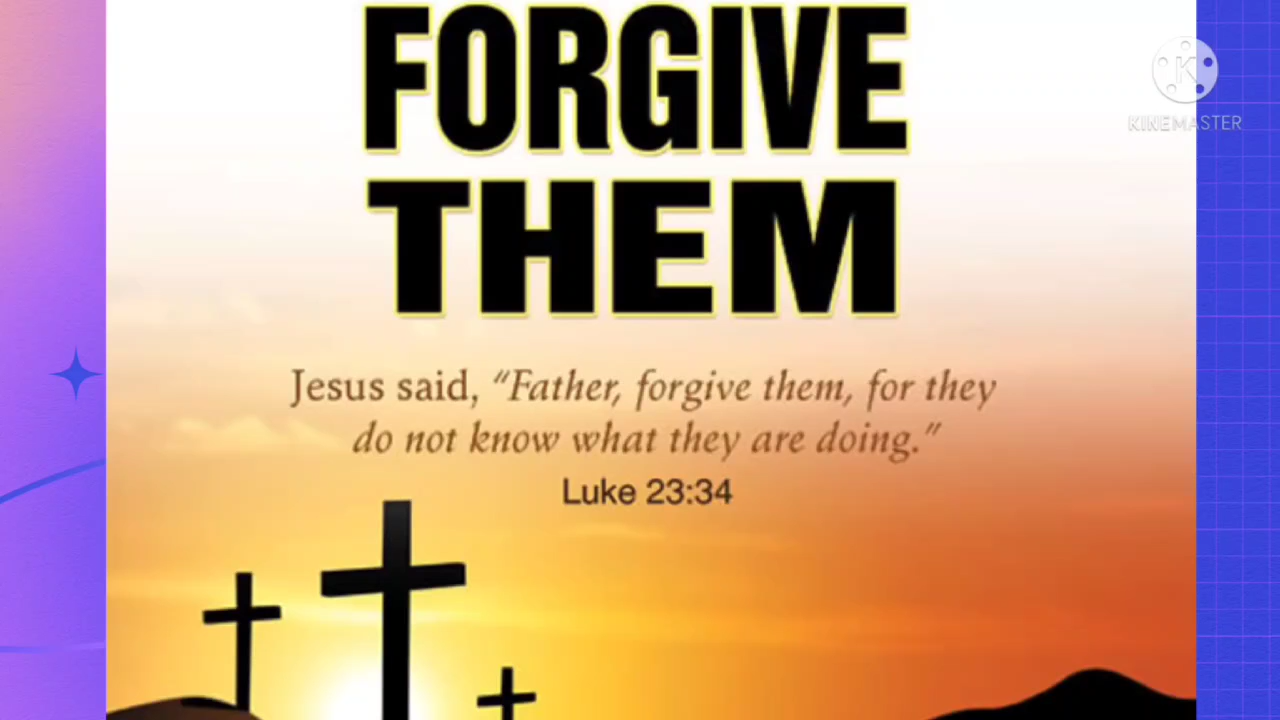 FORGIVE
THEM
Jesus said, “Father, forgive them, for they
do not know what they are doing.”
Luke 23:34
K
KINEMASTER